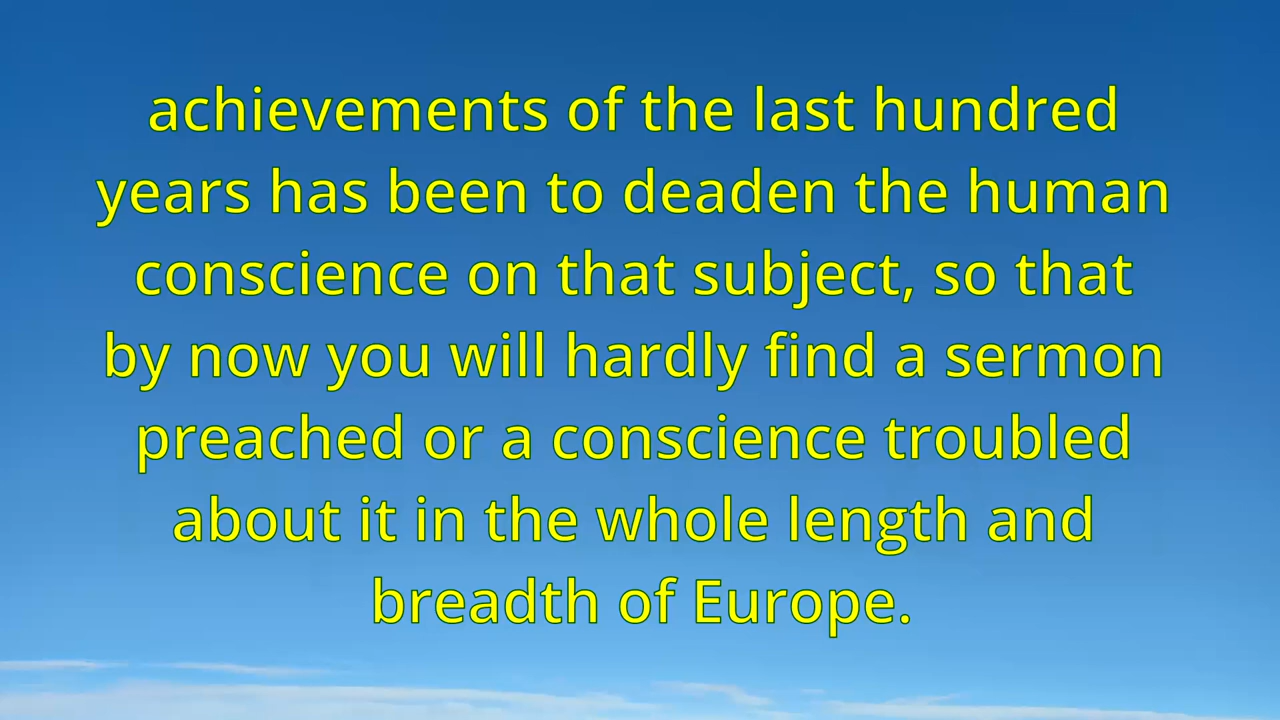 achievements of the last hundred
years has been to deaden the human
conscience on that subject, so that
by now you will hardly find a sermon
preached or a conscience troubled
about it in the whole length and
breadth of Europe.